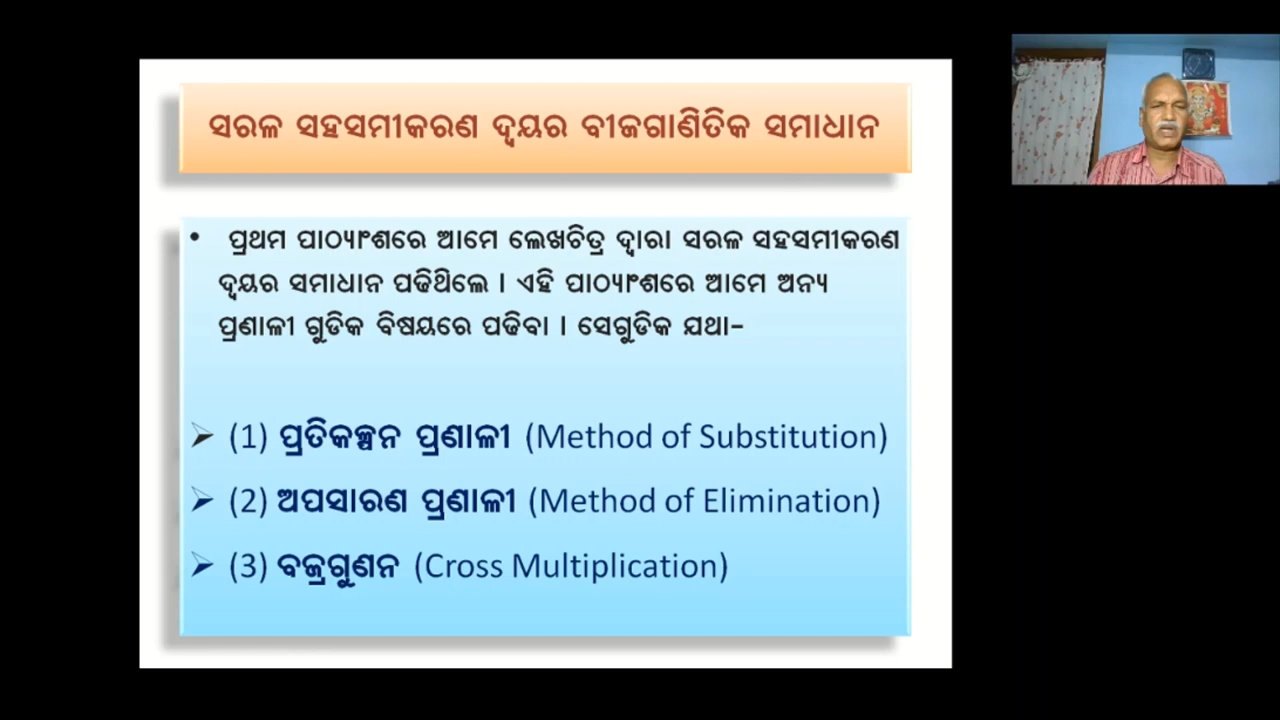 ସରଳ ସହସମୀକରଣ ଦ୍ୱୟର ବୀଜଗାଣିତିକ ସମାଧାନ
• ପ୍ରଥମ ପାଠ୍ୟାଂଶରେ ଆମେ ଲେଖଚିତ୍ର ଦ୍ୱାରା ସରଳ ସହସମୀକରଣ
ଦ୍ୱୟର ସମାଧାନ ପଢିଥିଲେ । ଏହି ପାଠ୍ୟାଂଶରେ ଆମେ ଅନ୍ୟ
ପ୍ରଣାଳୀ ଗୁଡିକ ବିଷୟରେ ପଢିବା । ସେଗୁଡିକ ଯଥା-
➢ (1) ପ୍ରତିକଳ୍ପନ ପ୍ରଣାଳୀ (Method of Substitution)
➢ (2) ଅପସାରଣ ପ୍ରଣାଳୀ (Method of Elimination)
➢ (3) ବଜ୍ରଗୁଣନ (Cross Multiplication)